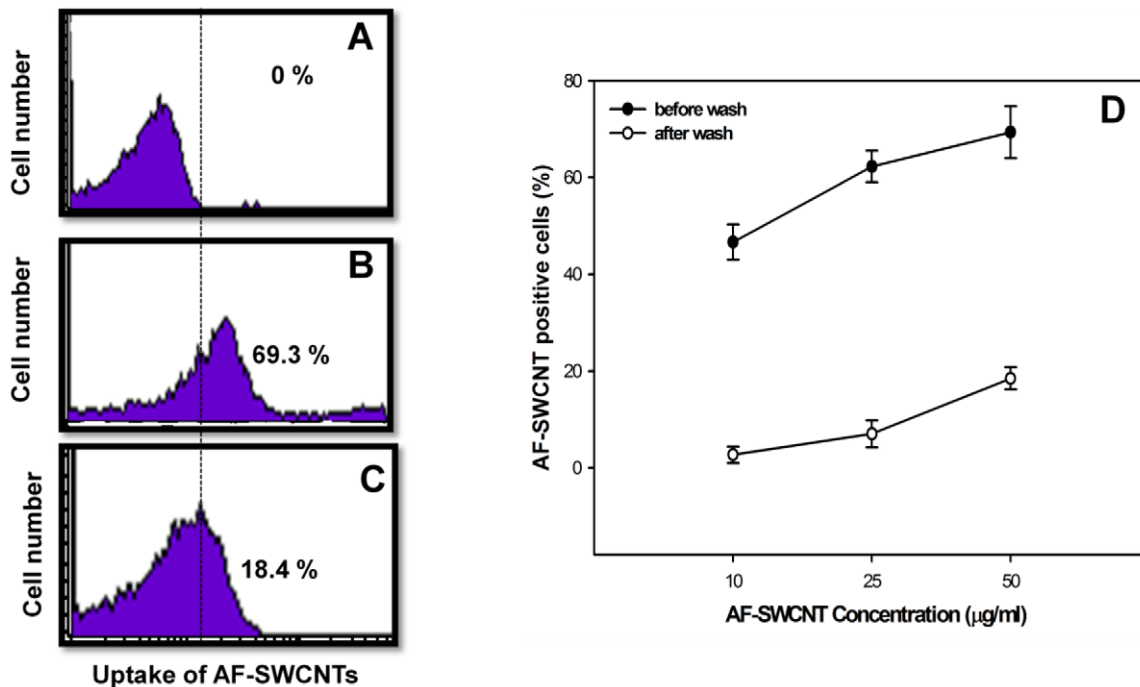 A
0 %
Cell number
B
69.3 %
Cell number
C
18.4 %
Cell number
Uptake of AF-SWCNTs
D
before wash
after wash
80
60
40
20
0
AF-SWCNT positive cells (%)
10 25 50
AF-SWCNT Concentration (µg/ml)